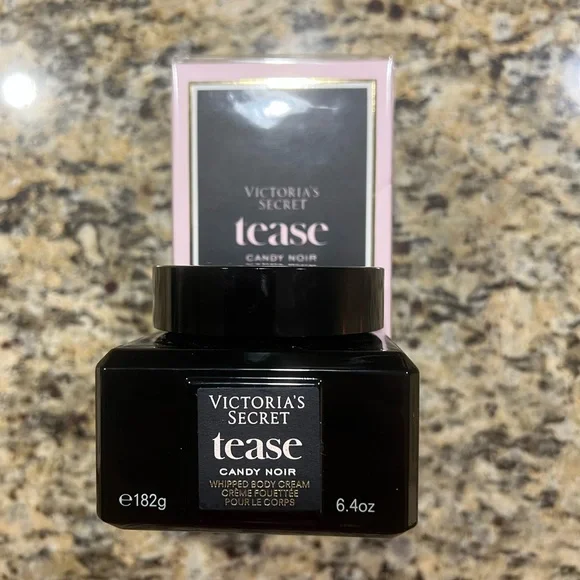 VICTORIA'S
SECRET
tease
CANDY NOIR
VICTORIA'S
SECRET
tease
CANDY NOIR
WHIPPED BODY CREAM
CRÈME FOUETTÉE
POUR LE CORPS
℮182g
6.4oz